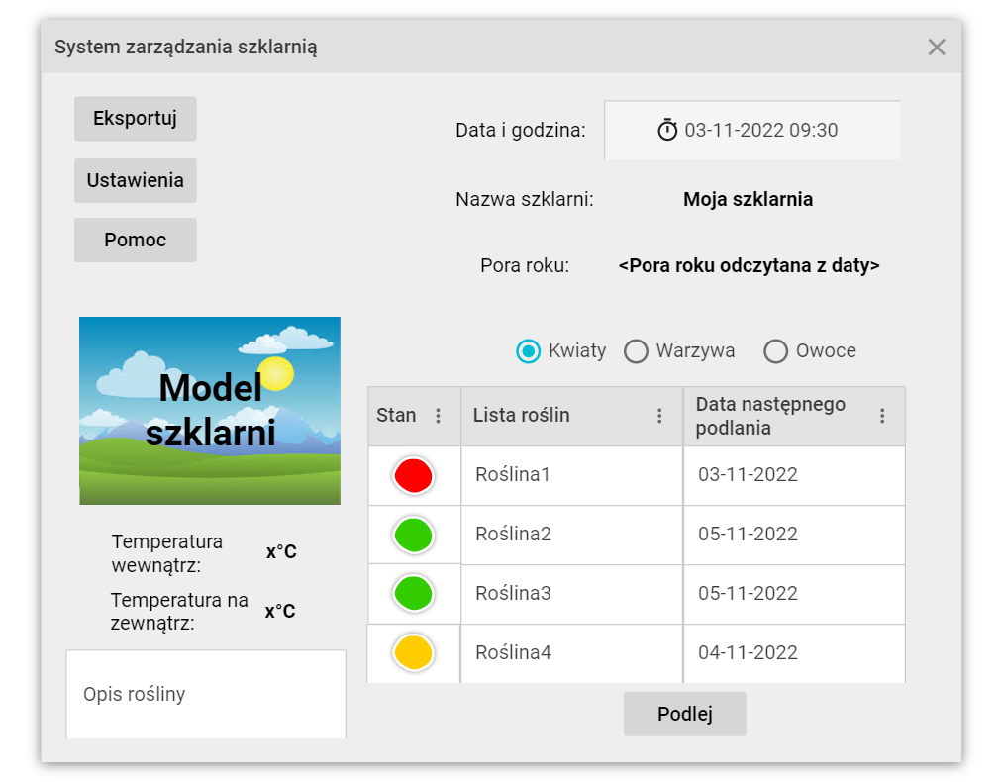 System zarządzania szklarnią
Eksportuj
Ustawienia
Pomoc
Data i godzina: 03-11-2022 09:30
Nazwa szklarni: Moja szklarnia
Pora roku: <Pora roku odczytana z daty>
Model
szklarni
Temperatura
wewnątrz: x°C
Temperatura na
zewnątrz: x°C
Opis rośliny
Kwiaty Warzywa Owoce
Stan Lista roślin Data następnego
podlania
Roślina1 03-11-2022
Roślina2 05-11-2022
Roślina3 05-11-2022
Roślina4 04-11-2022
Podlej